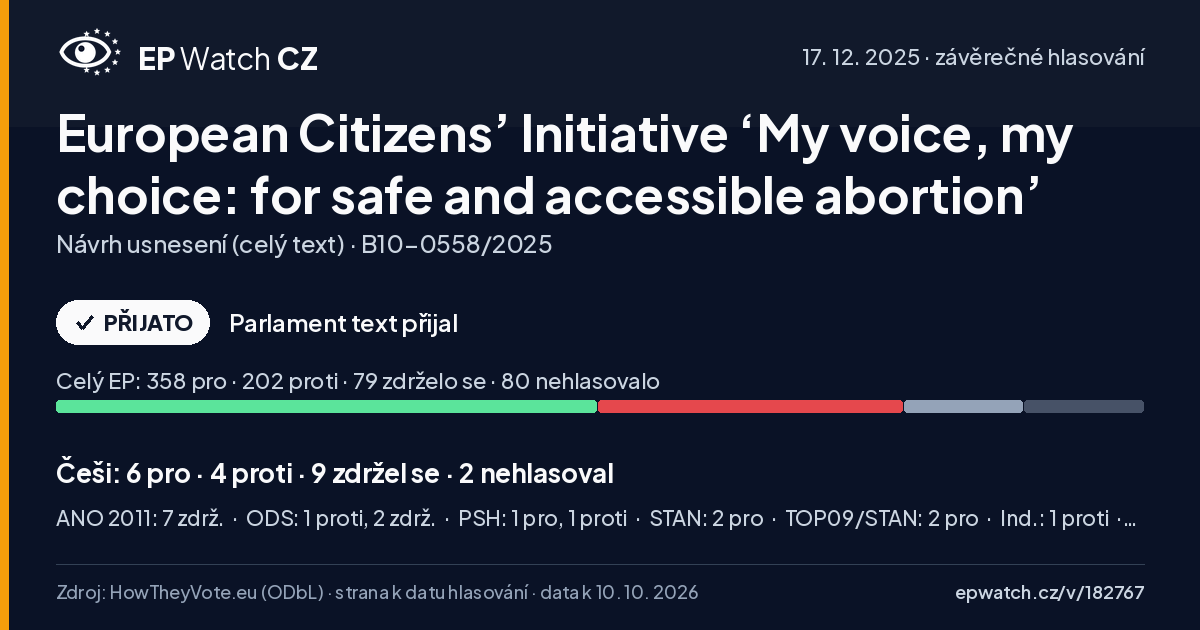 EP Watch CZ
17. 12. 2025 · závěrečné hlasování
European Citizens’ Initiative ‘My voice, my
choice: for safe and accessible abortion’
Návrh usnesení (celý text) · B10–0558/2025
✓ PŘIJATO
Parlament text přijal
Celý EP: 358 pro · 202 proti · 79 zdrželo se · 80 nehlasovalo
Češi: 6 pro · 4 proti · 9 zdržel se · 2 nehlasoval
ANO 2011: 7 zdrž. · ODS: 1 proti, 2 zdrž. · PSH: 1 pro, 1 proti · STAN: 2 pro · TOP09/STAN: 2 pro · Ind.: 1 proti ·…
Zdroj: HowTheyVote.eu (ODbL) · strana k datu hlasování · data k 10. 10. 2026
epwatch.cz/v/182767